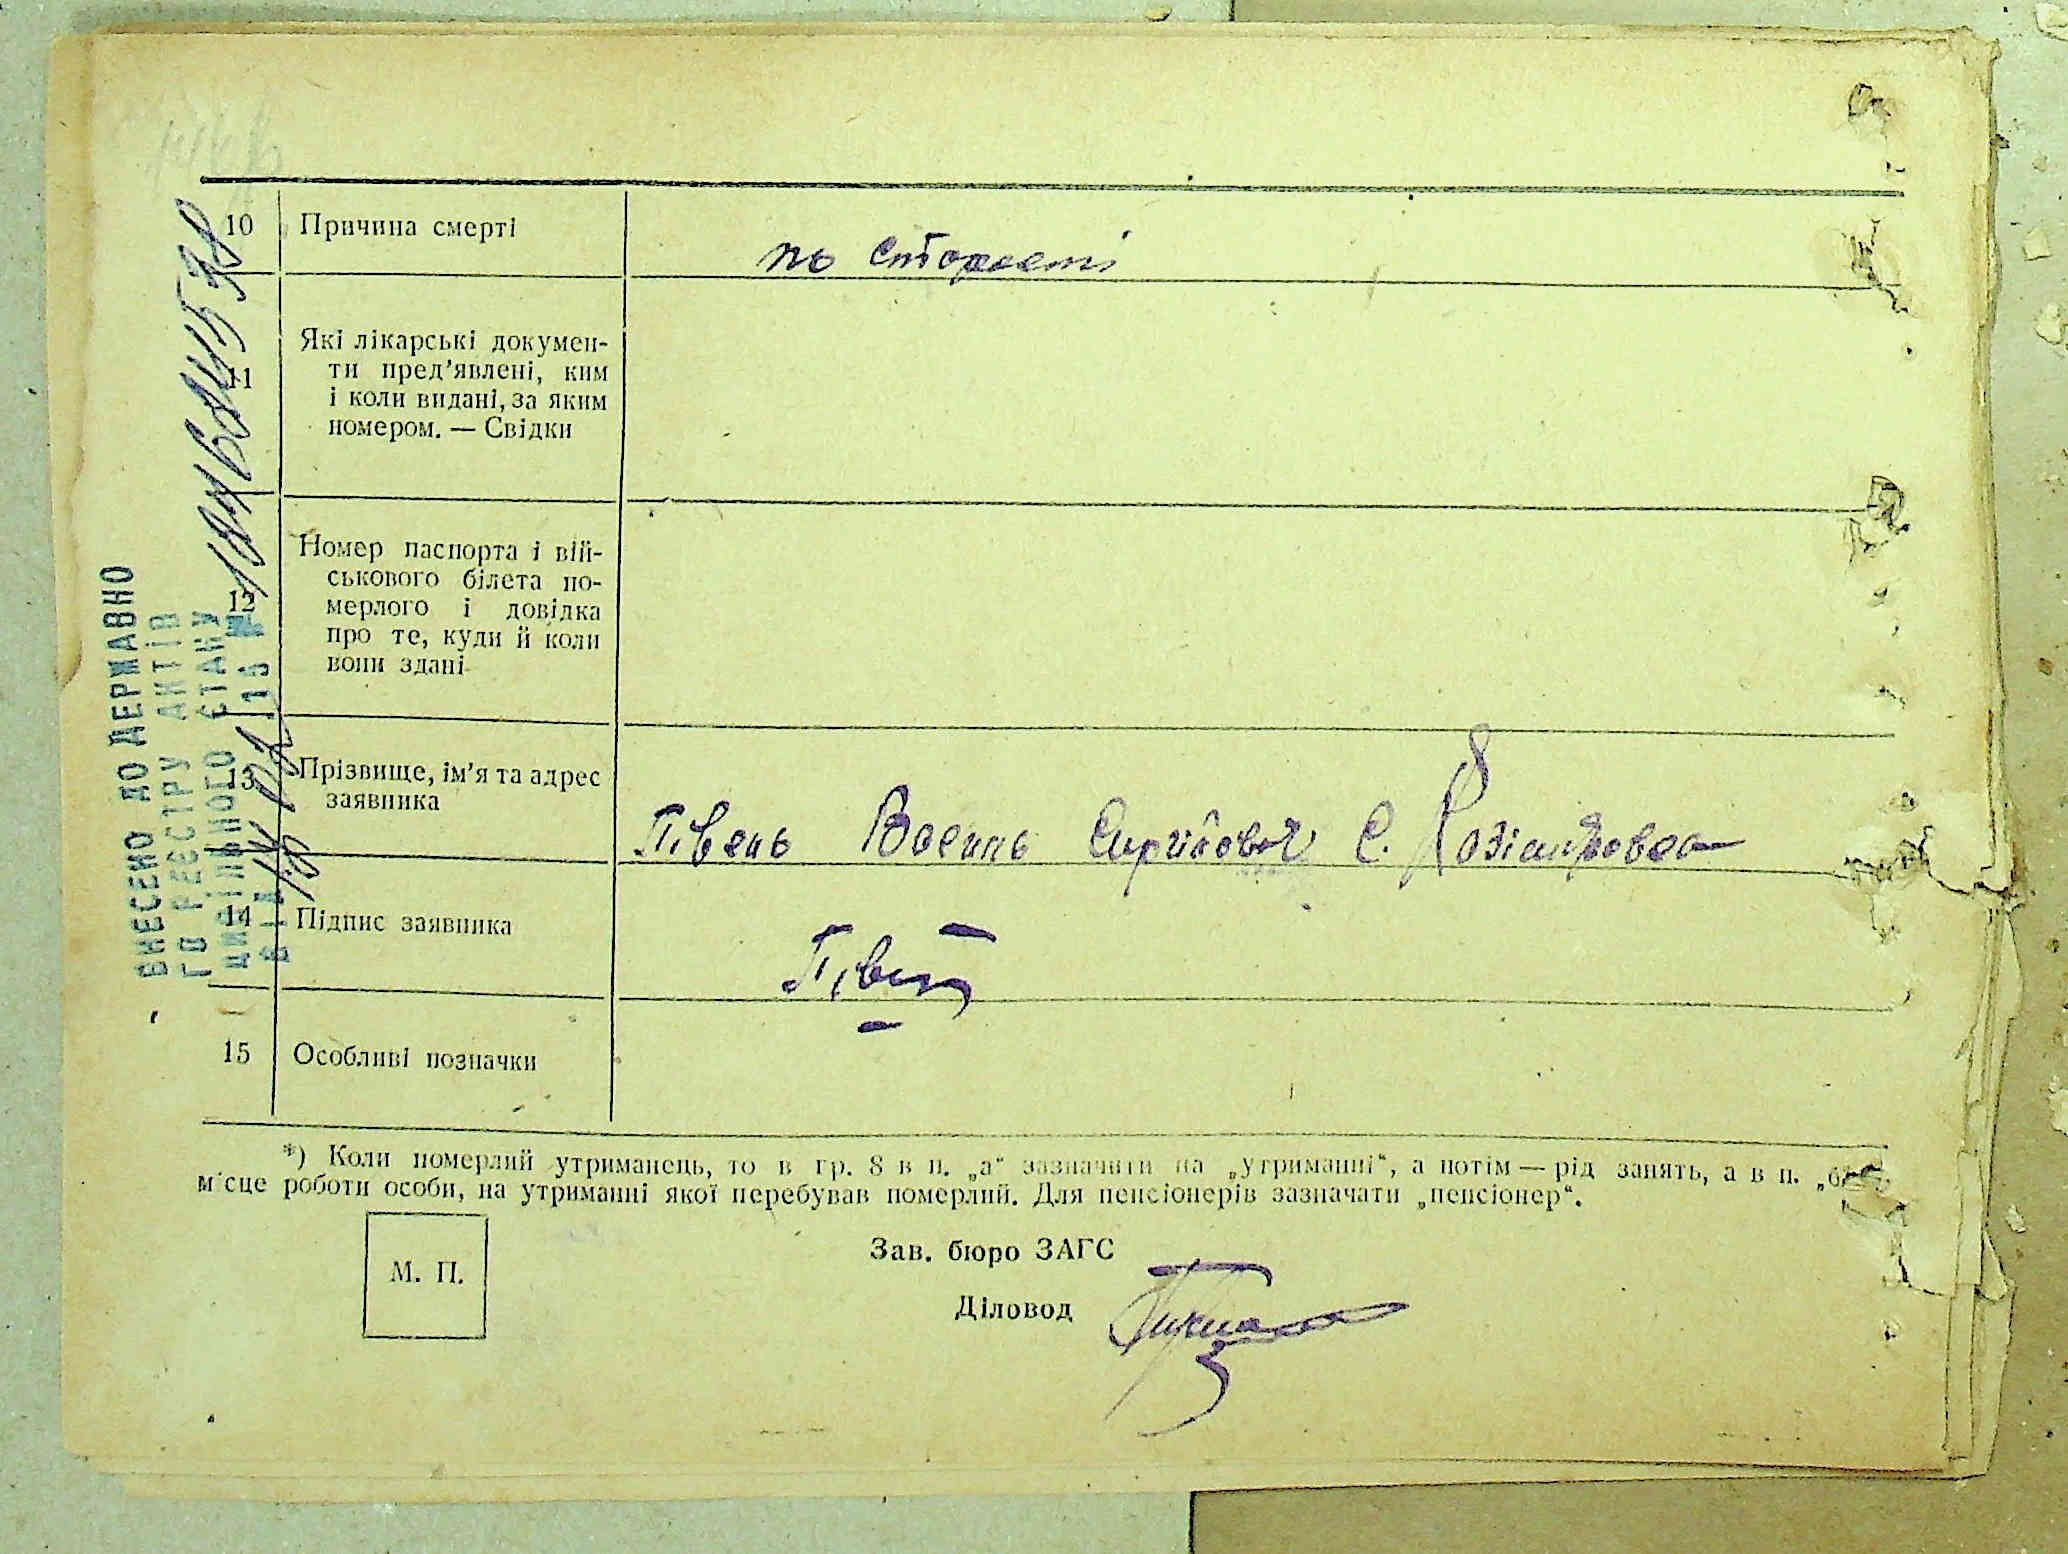 10 Причина смерті по старості
11 Які лікарські докумен-
ти пред'явлені, ким
і коли видані, за яким
номером. — Свідки
12 Номер паспорта і вій-
ськового білета по-
мерлого і довідка
про те, куди й коли
вони здані
13 Прізвище, ім'я та адрес
заявника
Півень с.
14 Підпис заявника
15 Особливі позначки
*) Коли померлий утриманець, то в гр. 8 в п. „а“ зазначити на „утриманні“, а потім — рід занять, а в п. „б“
місце роботи особи, на утриманні якої перебував померлий. Для пенсіонерів зазначати „пенсіонер“.
М. П.
Зав. бюро ЗАГС
Діловод
ВНЕСЕНО ДО ДЕРЖАВНО
ГО РЕЄСТРУ АКТІВ
ЦИВІЛЬНОГО СТАНУ
ВІД